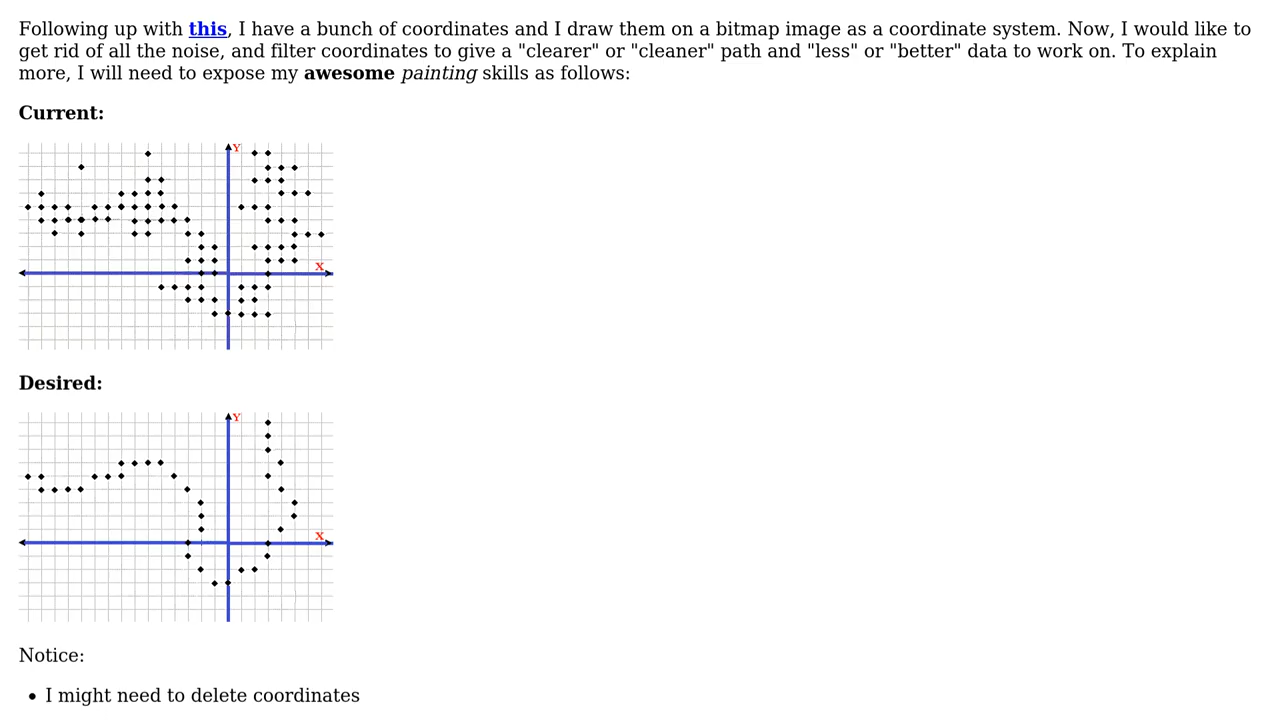 Following up with this, I have a bunch of coordinates and I draw them on a bitmap image as a coordinate system. Now, I would like to
get rid of all the noise, and filter coordinates to give a "clearer" or "cleaner" path and "less" or "better" data to work on. To explain
more, I will need to expose my awesome painting skills as follows:
Current:
Y
X
Desired:
Y
X
Notice:
• I might need to delete coordinates